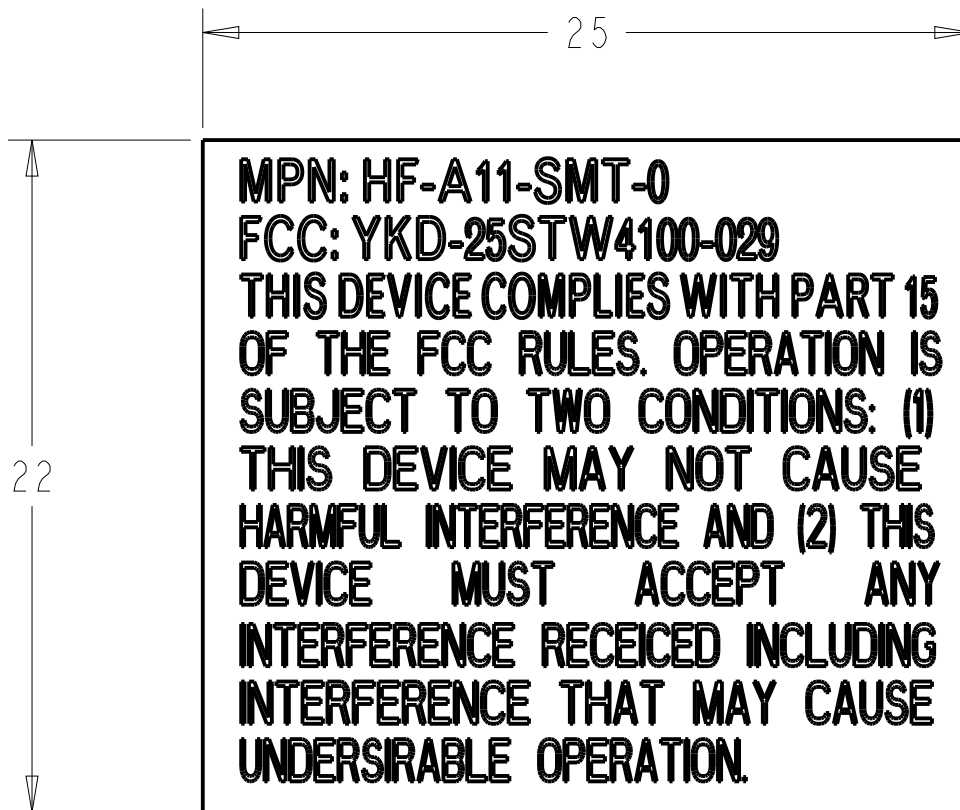 25
22
MPN: HF-A11-SMT-0
FCC: YKD-25STW4100-029
THIS DEVICE COMPLIES WITH PART 15
OF THE FCC RULES. OPERATION IS
SUBJECT TO TWO CONDITIONS: (1)
THIS DEVICE MAY NOT CAUSE
HARMFUL INTERFERENCE AND (2) THIS
DEVICE MUST ACCEPT ANY
INTERFERENCE RECEICED INCLUDING
INTERFERENCE THAT MAY CAUSE
UNDERSIRABLE OPERATION.